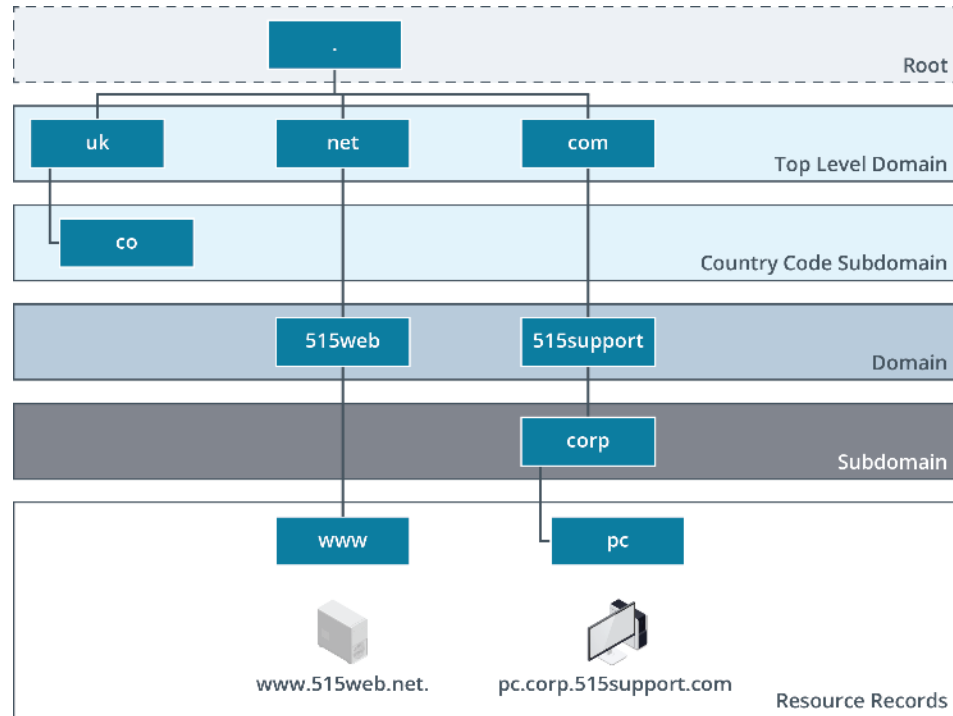 .
Root
uk net com
Top Level Domain
co
Country Code Subdomain
515web 515support
Domain
corp
Subdomain
www pc
www.515web.net. pc.corp.515support.com
Resource Records